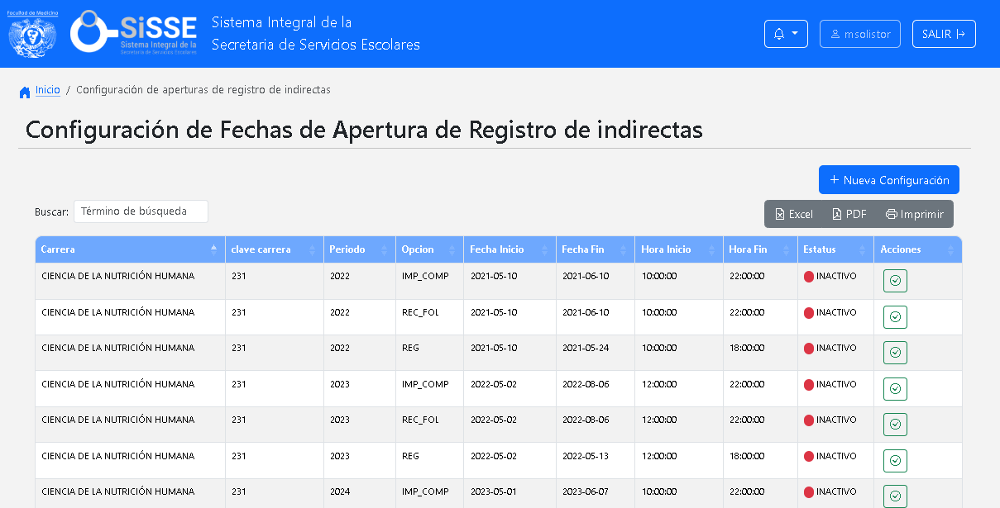 Facultad de Medicina
SiSSE
Sistema Integral de la
Secretaría de Servicios Escolares
Sistema Integral de la
Secretaria de Servicios Escolares
msolistor
SALIR
Inicio / Configuración de aperturas de registro de indirectas
Configuración de Fechas de Apertura de Registro de indirectas
+ Nueva Configuración
Buscar: Término de búsqueda
Excel PDF Imprimir
Carrera clave carrera Periodo Opcion Fecha Inicio Fecha Fin Hora Inicio Hora Fin Estatus Acciones
CIENCIA DE LA NUTRICIÓN HUMANA 231 2022 IMP_COMP 2021-05-10 2021-06-10 10:00:00 22:00:00 INACTIVO
CIENCIA DE LA NUTRICIÓN HUMANA 231 2022 REC_FOL 2021-05-10 2021-06-10 10:00:00 22:00:00 INACTIVO
CIENCIA DE LA NUTRICIÓN HUMANA 231 2022 REG 2021-05-10 2021-05-24 10:00:00 18:00:00 INACTIVO
CIENCIA DE LA NUTRICIÓN HUMANA 231 2023 IMP_COMP 2022-05-02 2022-08-06 12:00:00 22:00:00 INACTIVO
CIENCIA DE LA NUTRICIÓN HUMANA 231 2023 REC_FOL 2022-05-02 2022-08-06 12:00:00 22:00:00 INACTIVO
CIENCIA DE LA NUTRICIÓN HUMANA 231 2023 REG 2022-05-02 2022-05-13 12:00:00 18:00:00 INACTIVO
CIENCIA DE LA NUTRICIÓN HUMANA 231 2024 IMP_COMP 2023-05-01 2023-06-07 10:00:00 22:00:00 INACTIVO